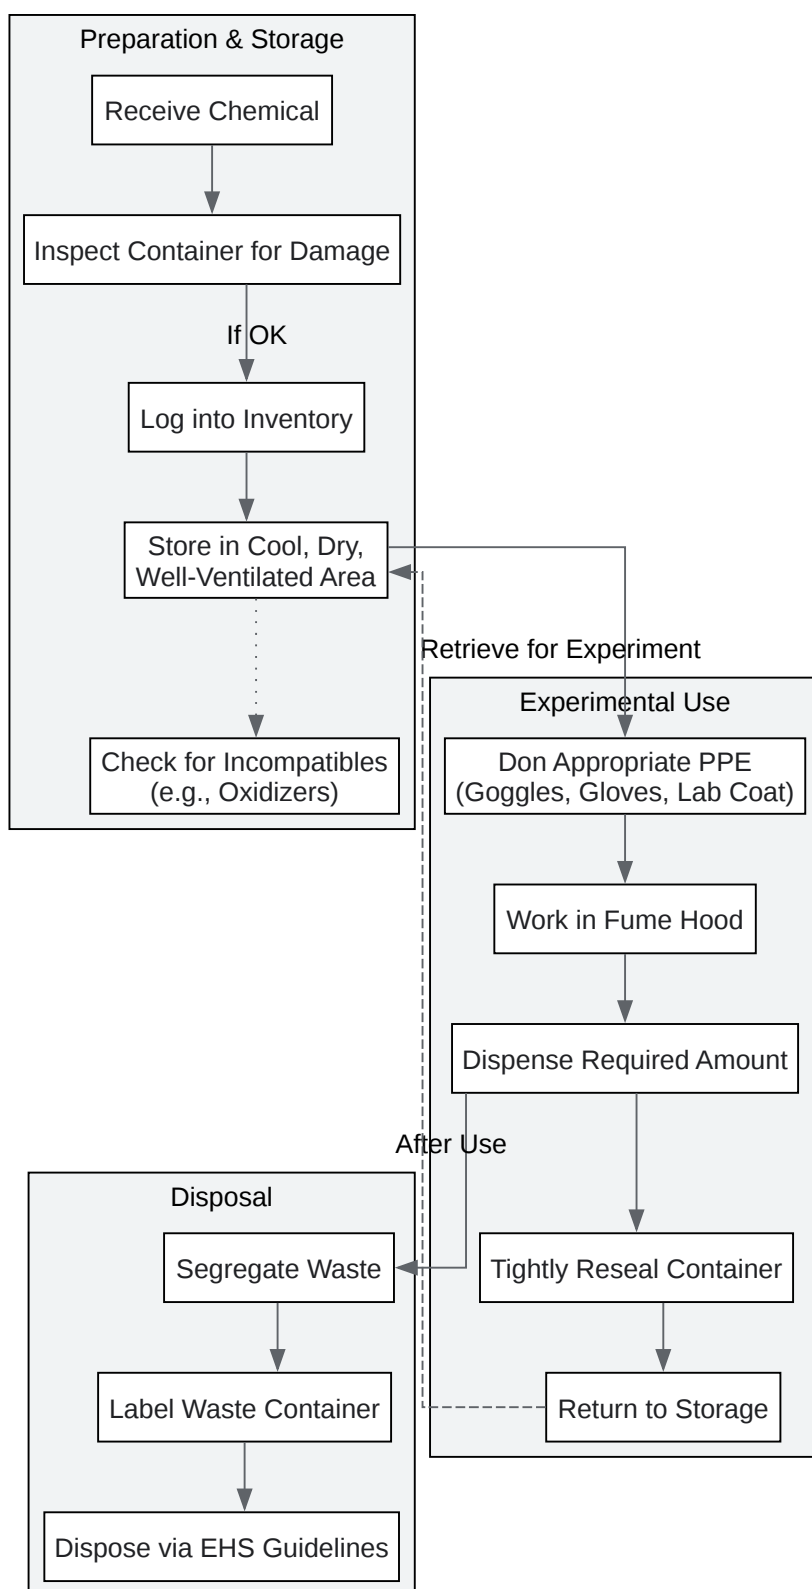 Preparation & Storage
Receive Chemical
Inspect Container for Damage
If OK
Log into Inventory
Store in Cool, Dry,
Well-Ventilated Area
Check for Incompatibles
(e.g., Oxidizers)
Retrieve for Experiment
Experimental Use
Don Appropriate PPE
(Goggles, Gloves, Lab Coat)
Work in Fume Hood
Dispense Required Amount
After Use
Tightly Reseal Container
Return to Storage
Disposal
Segregate Waste
Label Waste Container
Dispose via EHS Guidelines